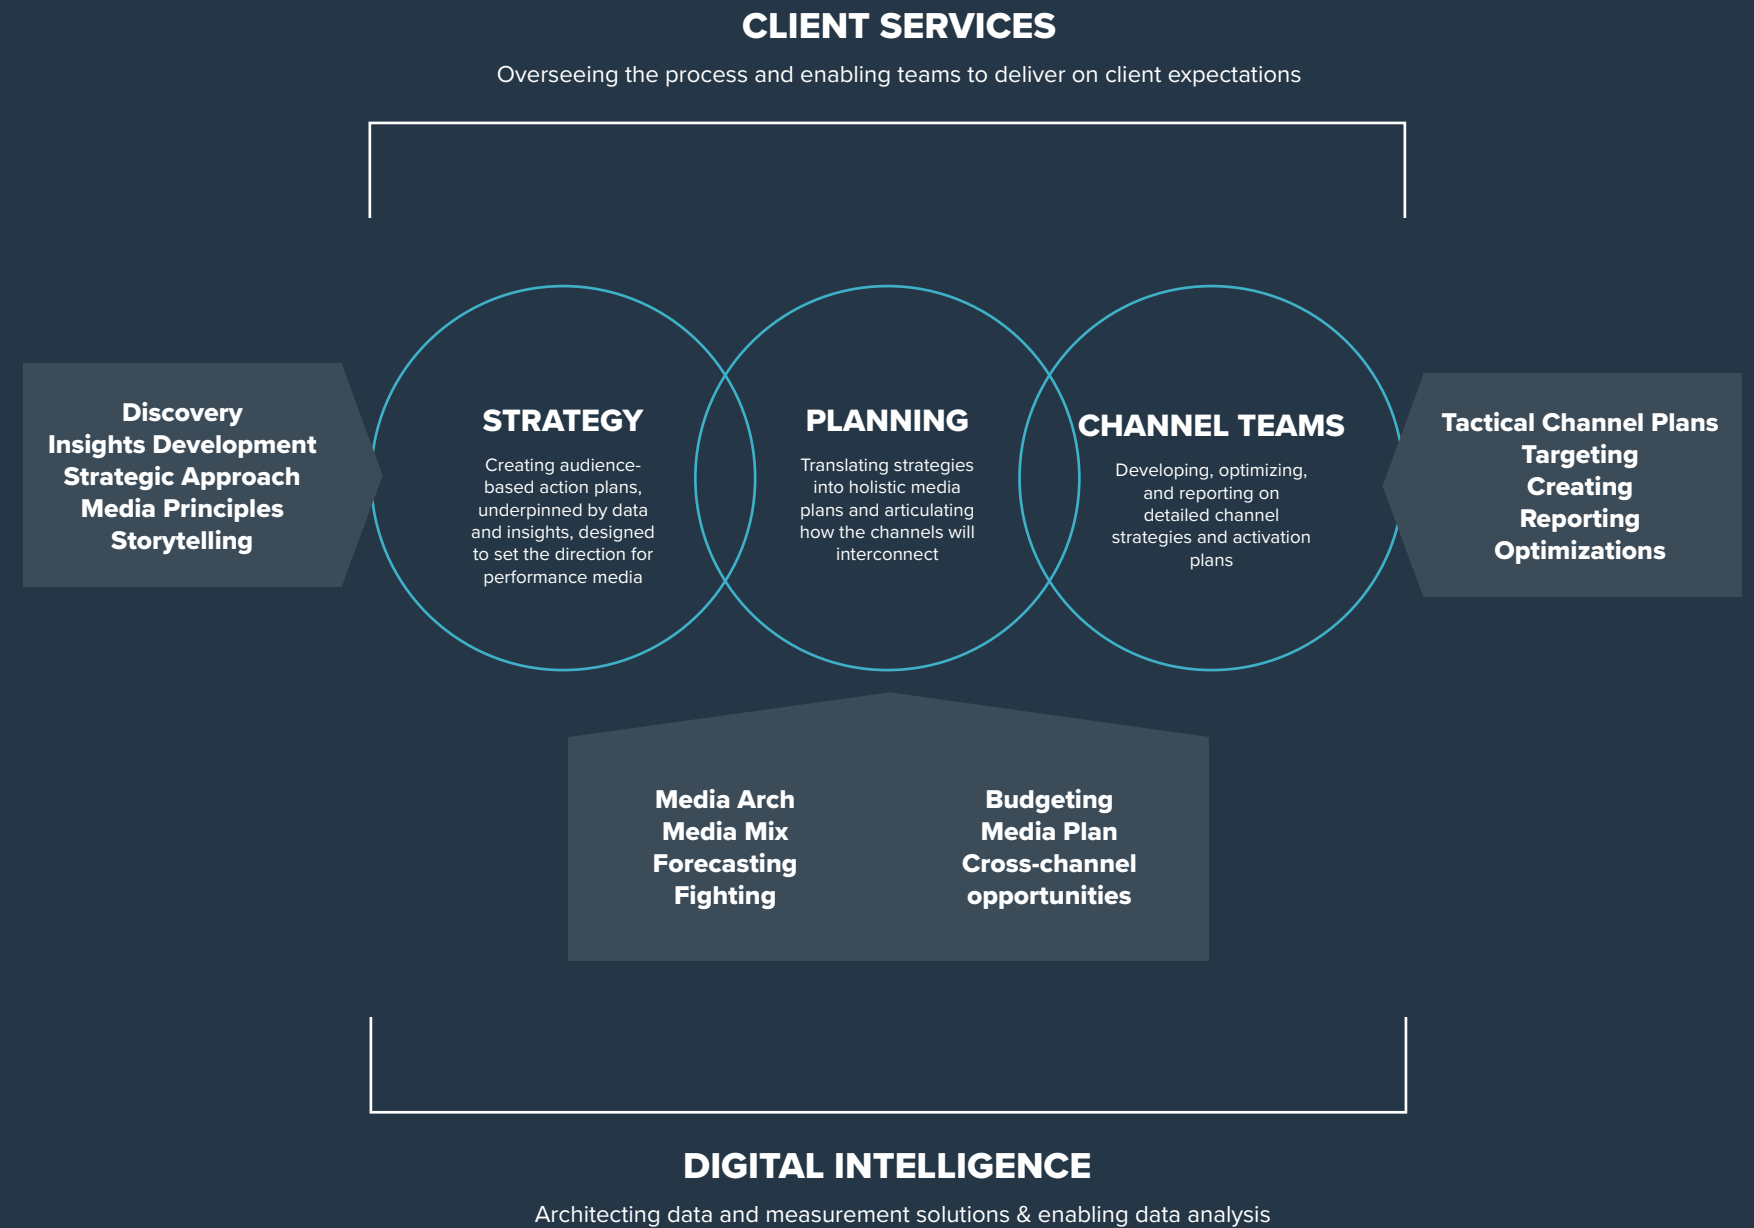 CLIENT SERVICES
Overseeing the process and enabling teams to deliver on client expectations
Discovery
Insights Development
Strategic Approach
Media Principles
Storytelling
STRATEGY
Creating audience-
based action plans,
underpinned by data
and insights, designed
to set the direction for
performance media
PLANNING
Translating strategies
into holistic media
plans and articulating
how the channels will
interconnect
CHANNEL TEAMS
Developing, optimizing,
and reporting on
detailed channel
strategies and activation
plans
Tactical Channel Plans
Targeting
Creating
Reporting
Optimizations
Media Arch
Media Mix
Forecasting
Fighting
Budgeting
Media Plan
Cross-channel
opportunities
DIGITAL INTELLIGENCE
Architecting data and measurement solutions & enabling data analysis